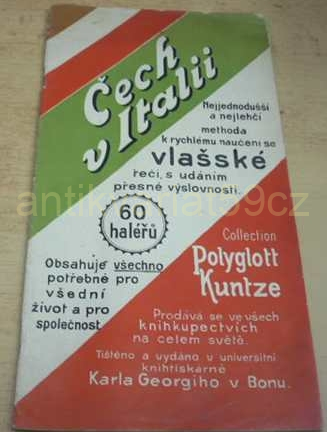 Čech
v Italii
Nejjednodušší
a nejlehčí
methoda
k rychlému naučení se
vlašské
řeči, s udáním
přesné výslovnosti.
antikvariat39cz
60
haléřů
Obsahuje všechno
potřebné pro
všední
život a pro
společnost
Collection
Polyglott
Kuntze
Prodává se ve všech
knihkupectvích
na celém světě.
Tištěno a vydáno v universitní
knihtiskárně
Karla Georgiho v Bonu.